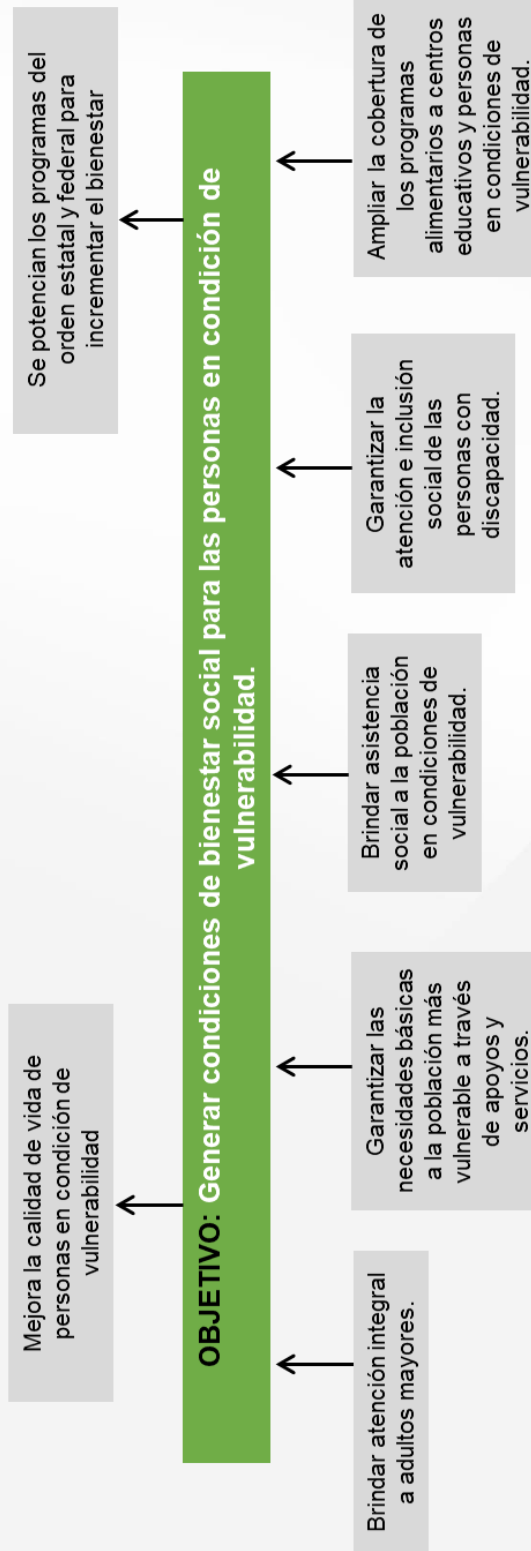 Mejora la calidad de vida de
personas en condición de
vulnerabilidad
Se potencian los programas del
orden estatal y federal para
incrementar el bienestar
OBJETIVO: Generar condiciones de bienestar social para las personas en condición de
vulnerabilidad.
Brindar atención integral
a adultos mayores.
Garantizar las
necesidades básicas
a la población más
vulnerable a través
de apoyos y
servicios.
Brindar asistencia
social a la población
en condiciones de
vulnerabilidad.
Garantizar la
atención e inclusión
social de las
personas con
discapacidad.
Ampliar la cobertura de
los programas
alimentarios a centros
educativos y personas
en condiciones de
vulnerabilidad.